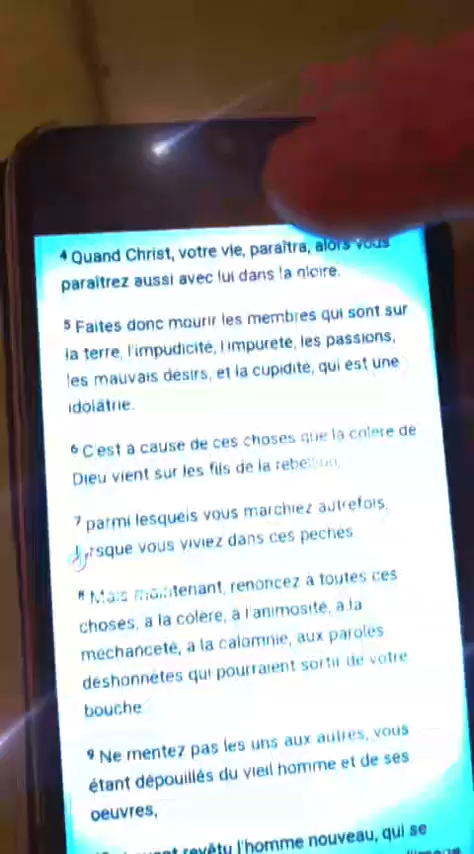 4 Quand Christ, votre vie, paraîtra, alors vous
paraîtrez aussi avec lui dans la gloire.
5 Faites donc mourir les membres qui sont sur
la terre, l'impudicité, l'impureté, les passions,
les mauvais désirs, et la cupidité, qui est une
idolâtrie.
6 C'est à cause de ces choses que la colère de
Dieu vient sur les fils de la rébellion,
7 parmi lesquels vous marchiez autrefois,
lorsque vous viviez dans ces péchés.
8 Mais maintenant, renoncez à toutes ces
choses, à la colère, à l'animosité, à la
méchanceté, à la calomnie, aux paroles
déshonnêtes qui pourraient sortir de votre
bouche.
9 Ne mentez pas les uns aux autres, vous
étant dépouillés du vieil homme et de ses
oeuvres,
revêtu l'homme nouveau, qui se